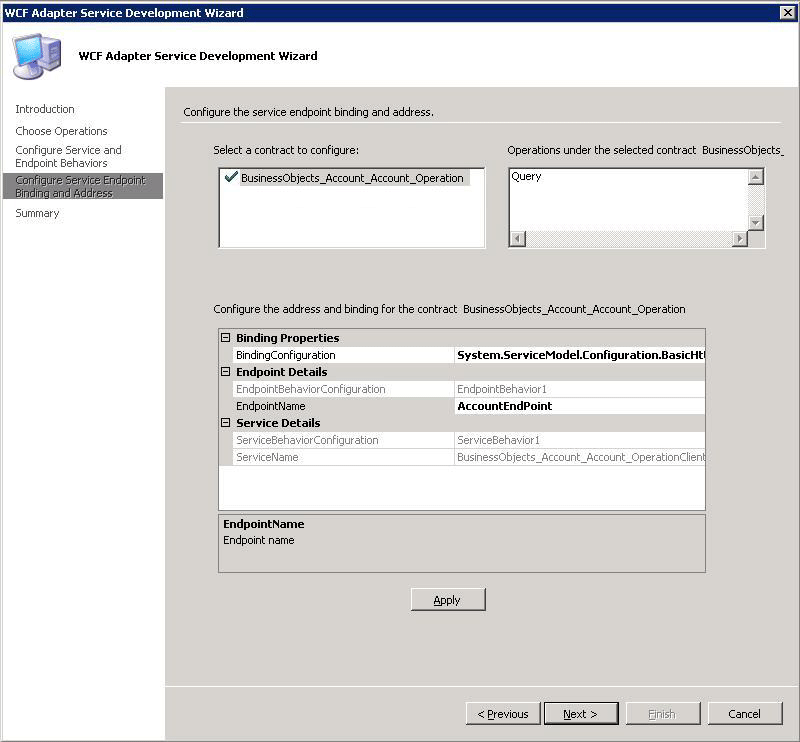 WCF Adapter Service Development Wizard
WCF Adapter Service Development Wizard
Introduction
Choose Operations
Configure Service and
Endpoint Behaviors
Configure Service Endpoint
Binding and Address
Summary
Configure the service endpoint binding and address.
Select a contract to configure:
BusinessObjects_Account_Account_Operation
Operations under the selected contract BusinessObjects_
Query
Configure the address and binding for the contract BusinessObjects_Account_Account_Operation
Binding Properties
BindingConfiguration System.ServiceModel.Configuration.BasicHtt
Endpoint Details
EndpointBehaviorConfiguration EndpointBehavior1
EndpointName AccountEndPoint
Service Details
ServiceBehaviorConfiguration ServiceBehavior1
ServiceName BusinessObjects_Account_Account_OperationClient
EndpointName
Endpoint name
Apply
< Previous Next > Finish Cancel